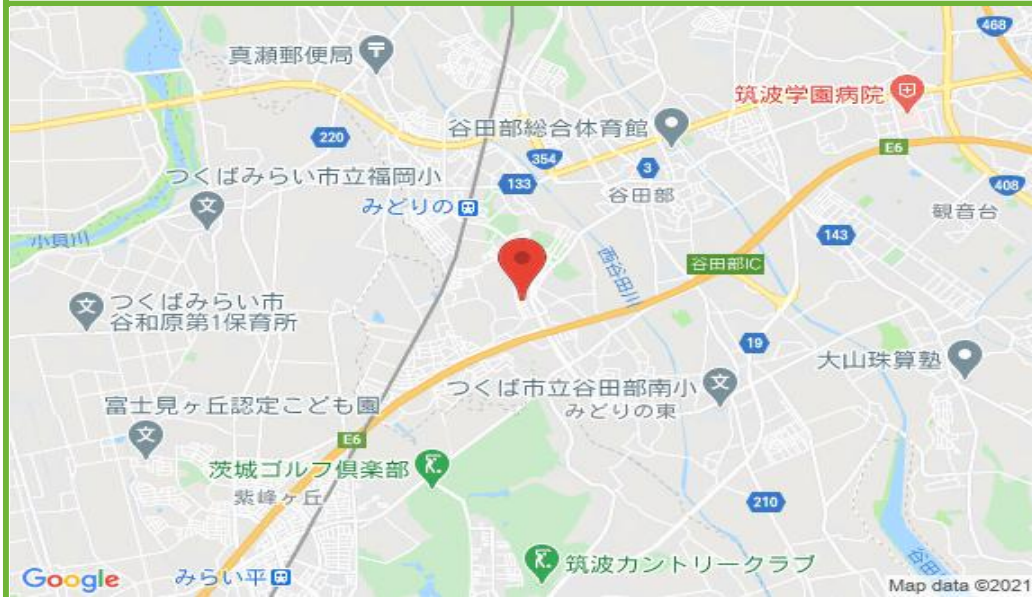 468
真瀬郵便局
筑波学園病院
谷田部総合体育館
220
354
E6
3
つくばみらい市立福岡小
133
408
谷田部
みどりの
観音台
小貝川
143
西谷田川
谷田部IC
つくばみらい市
谷和原第1保育所
19
大山珠算塾
つくば市立谷田部南小
みどりの東
富士見ヶ丘認定こども園
E6
茨城ゴルフ倶楽部
紫峰ヶ丘
210
筑波カントリークラブ
谷田
Google
みらい平
Map data ©2021